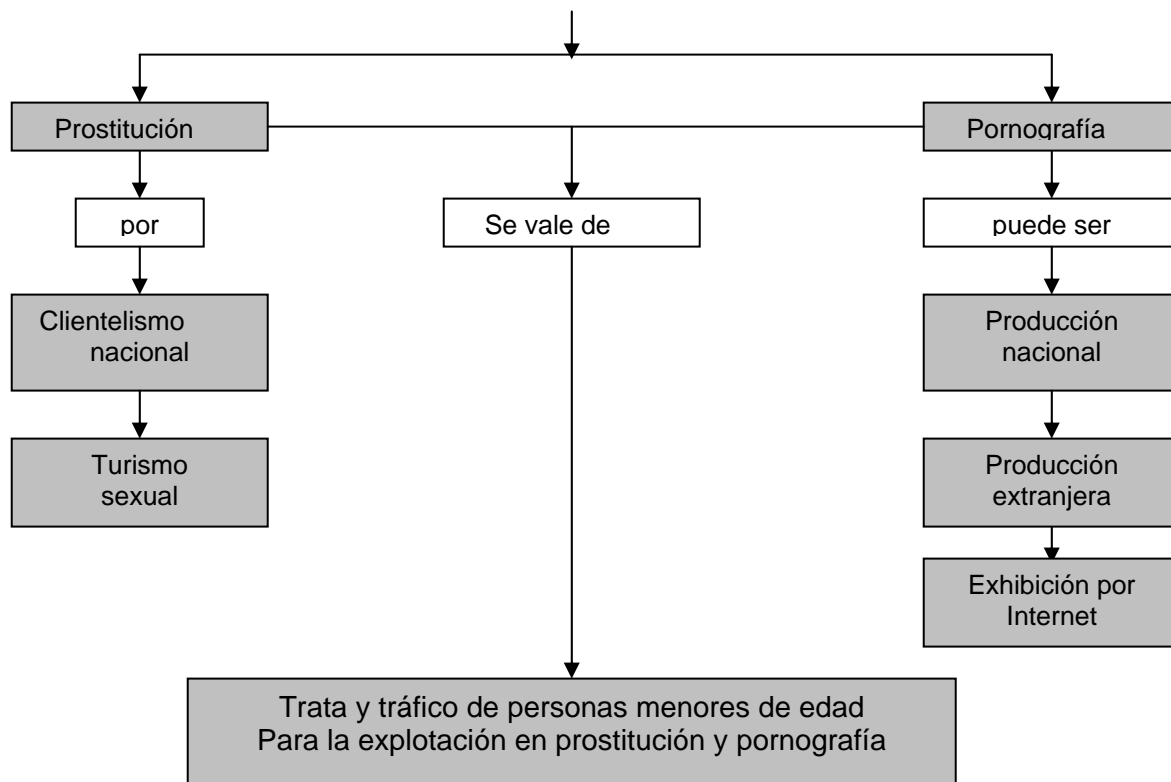 Prostitución
Pornografía
por
Se vale de
puede ser
Clientelismo
nacional
Producción
nacional
Turismo
sexual
Producción
extranjera
Exhibición por
Internet
Trata y tráfico de personas menores de edad
Para la explotación en prostitución y pornografía